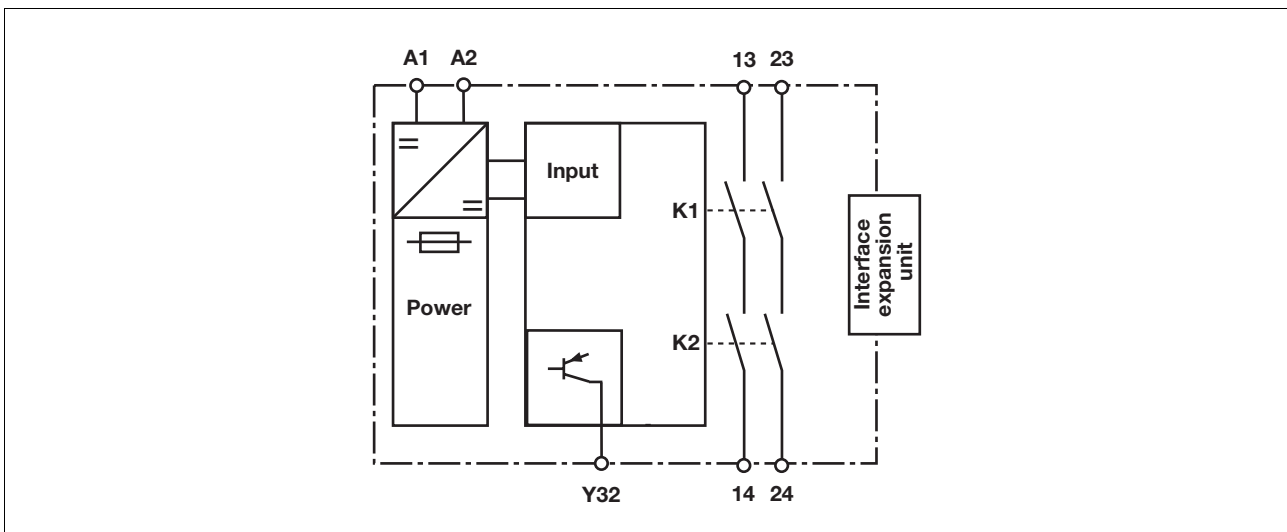 A1 A2 13 23
Input
K1
Interface
expansion
unit
Power
K2
Y32 14 24